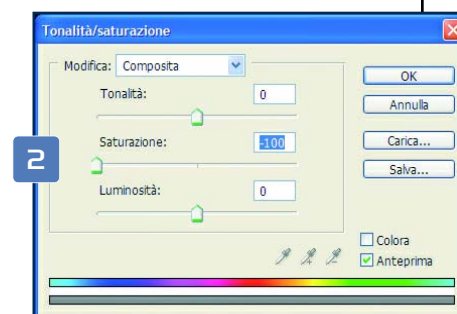 Tonalità/saturazione
Modifica: Composita
Tonalità: 0
Saturazione: -100
Luminosità: 0
OK
Annulla
Carica...
Salva...
Colora
Anteprima
2